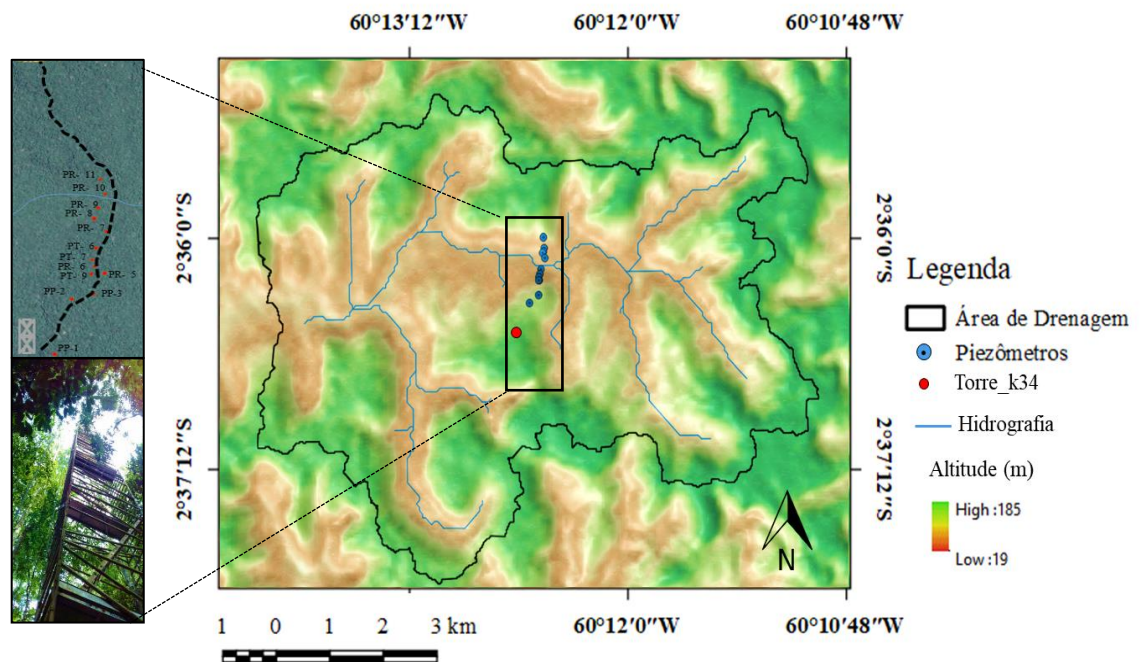 60°13'12"W 60°12'0"W 60°10'48"W
PR- 11
PR- 10
PR- 9
PR- 8
PR- 7
PT- 6
PT- 7
PR- 6
PT- 9
PR- 5
PP-2
PP-3
PP-1
2°36'0"S
2°37'12"S
2°36'0"S
2°37'12"S
Legenda
Área de Drenagem
Piezômetros
Torre_k34
Hidrografia
Altitude (m)
High :185
Low :19
N
1 0 1 2 3 km
60°12'0"W 60°10'48"W